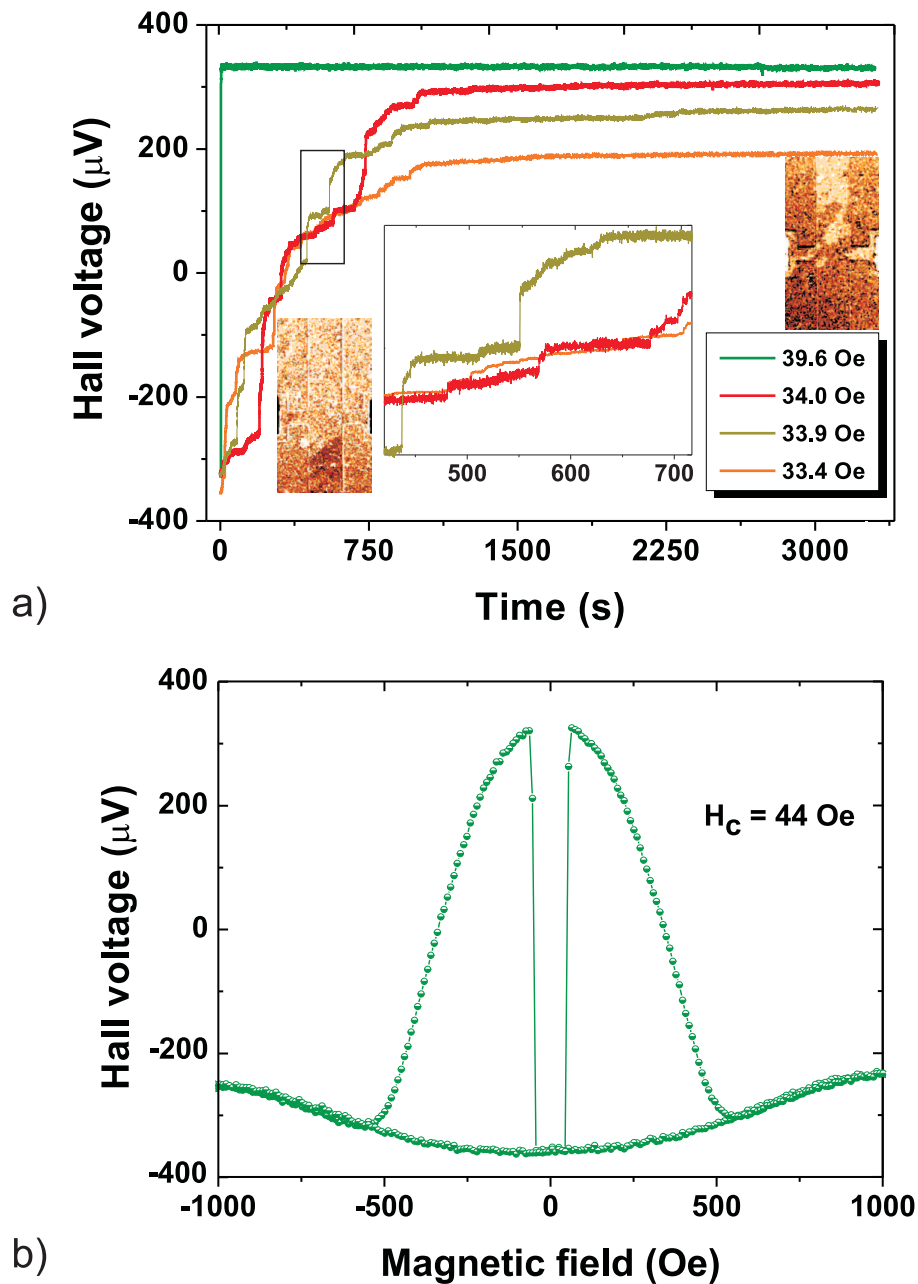 400
200
0
-200
-400
Hall voltage (μV)
500
600
700
39.6 Oe
34.0 Oe
33.9 Oe
33.4 Oe
0
750
1500
2250
3000
Time (s)
a)
400
200
0
-200
-400
Hall voltage (μV)
Hc = 44 Oe
-1000
-500
0
500
1000
Magnetic field (Oe)
b)